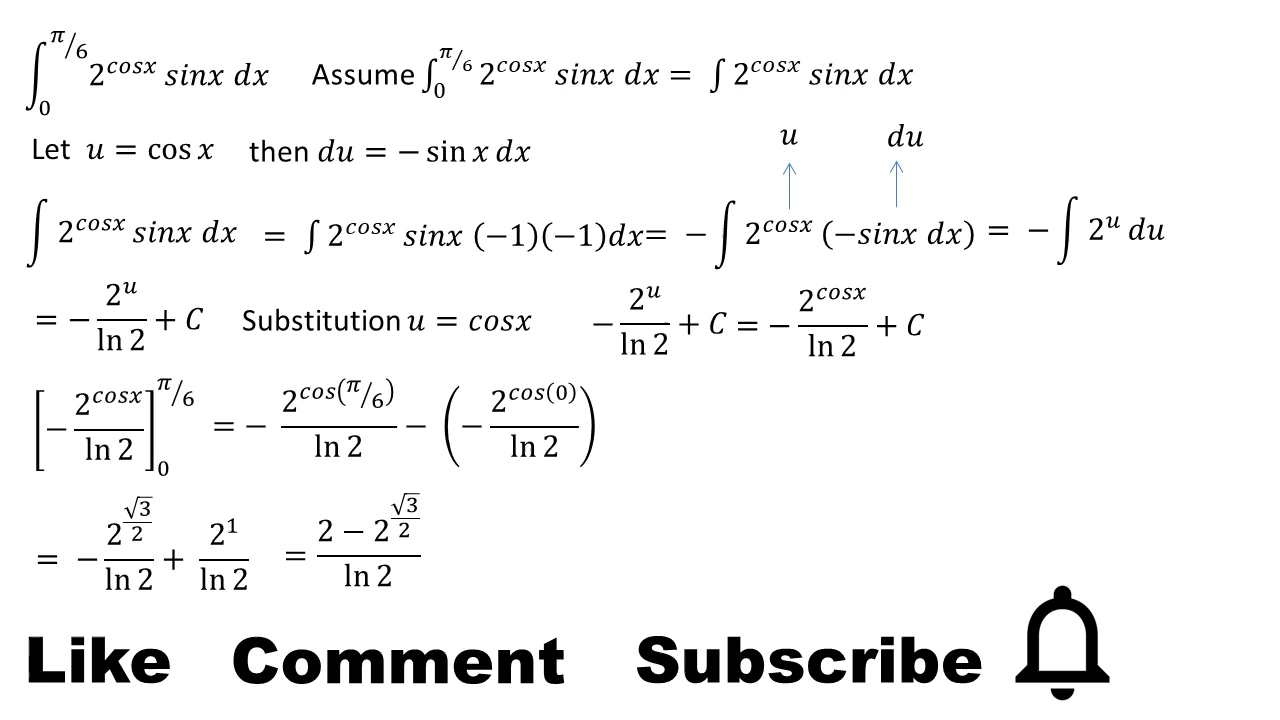 ∫₀^{π/6} 2^{cosx} sinx dx Assume ∫₀^{π/6} 2^{cosx} sinx dx = ∫ 2^{cosx} sinx dx
Let u = cos x then du = − sin x dx u du
∫ 2^{cosx} sinx dx = ∫ 2^{cosx} sinx (−1)(−1)dx= − ∫ 2^{cosx} (−sinx dx) = − ∫ 2^u du
= − 2^u/ln 2 + C Substitution u = cosx − 2^u/ln 2 + C = − 2^{cosx}/ln 2 + C
[− 2^{cosx}/ln 2]₀^{π/6} = − 2^{cos(π/6)}/ln 2 − (− 2^{cos(0)}/ln 2)
= − 2^{√3/2}/ln 2 + 2^1/ln 2 = (2 − 2^{√3/2})/ln 2
Like Comment Subscribe